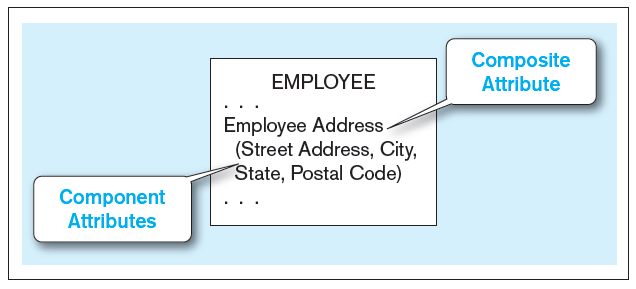 EMPLOYEE
. . .
Employee Address
(Street Address, City,
State, Postal Code)
. . .
Composite
Attribute
Component
Attributes